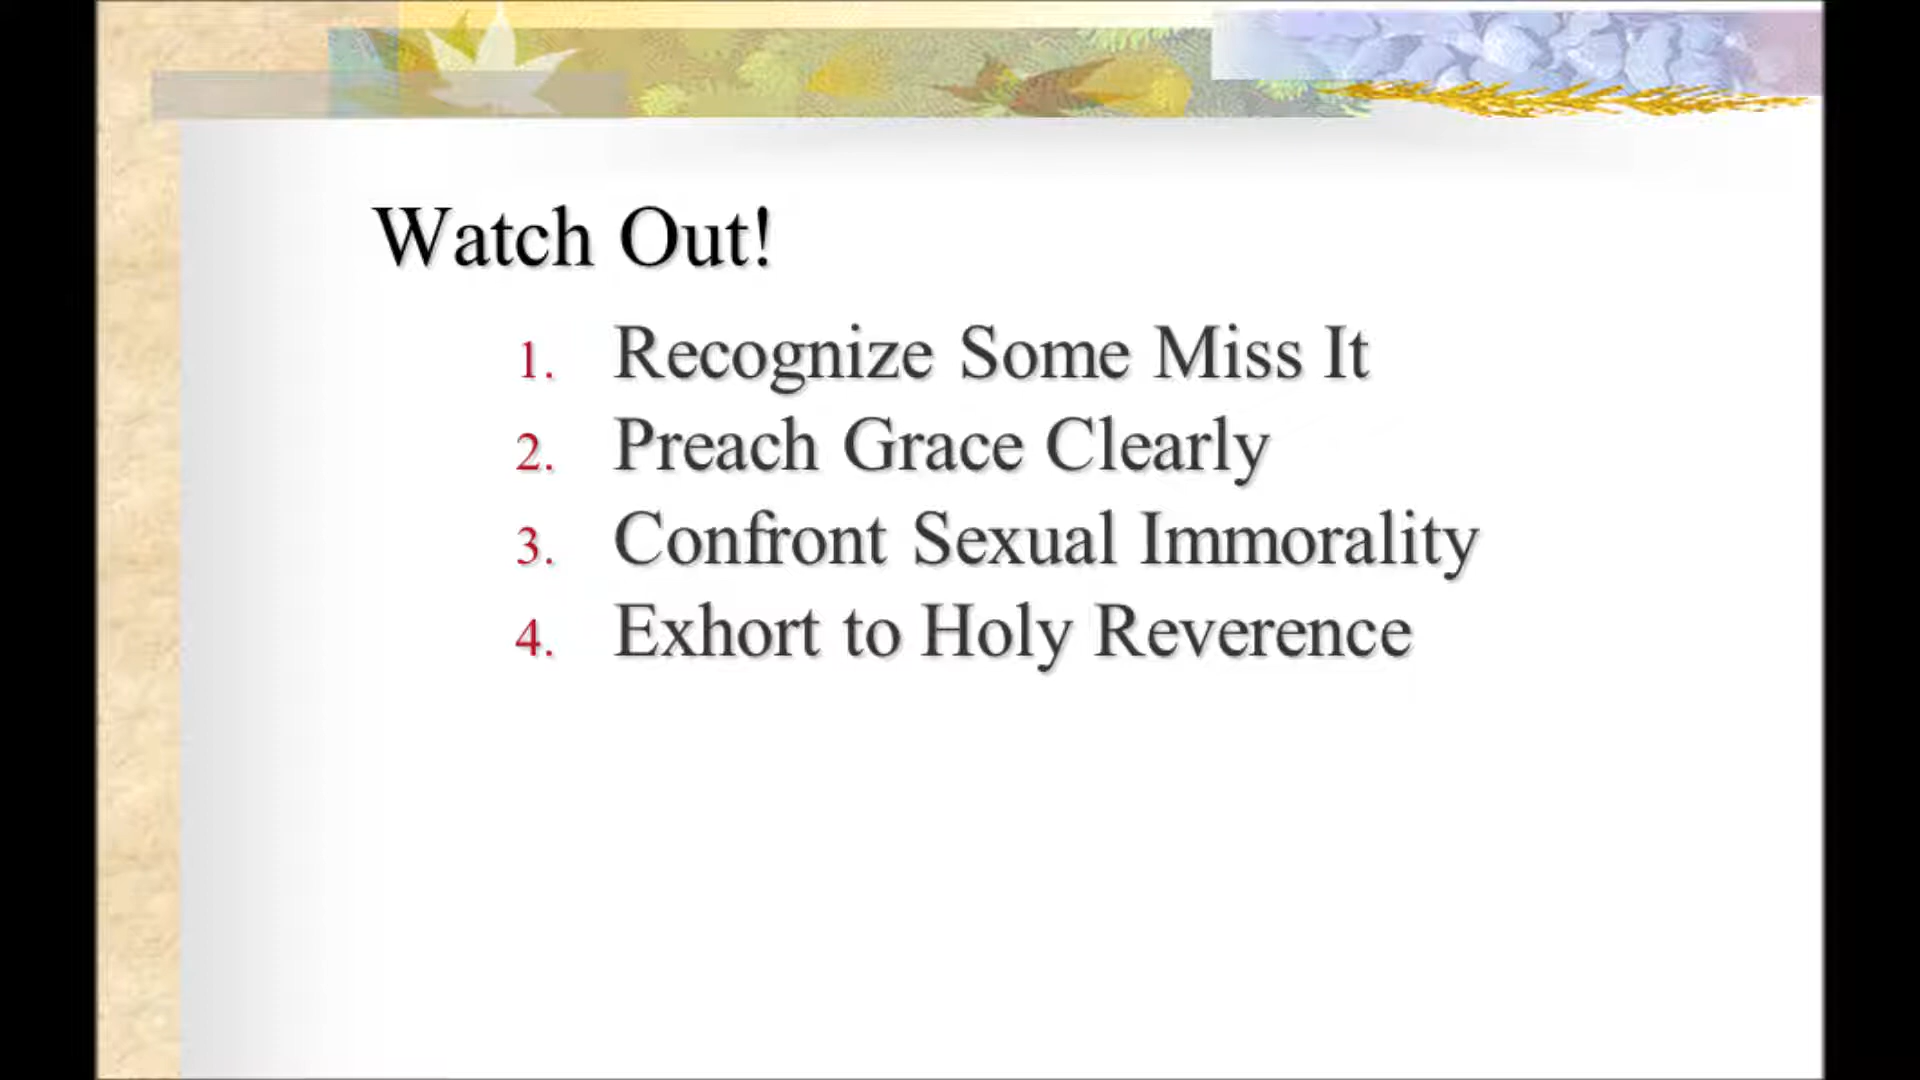 Watch Out!
1. Recognize Some Miss It
2. Preach Grace Clearly
3. Confront Sexual Immorality
4. Exhort to Holy Reverence